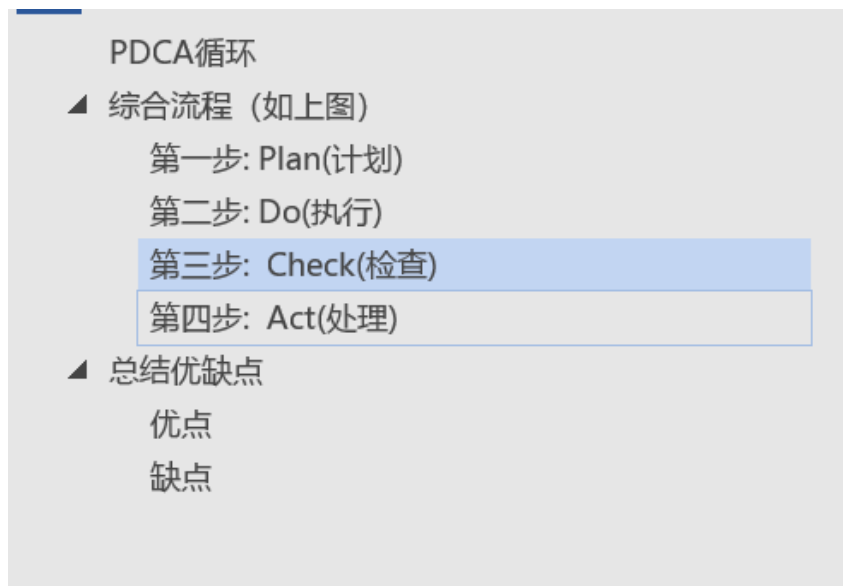 PDCA循环
综合流程（如上图）
第一步: Plan(计划)
第二步: Do(执行)
第三步:  Check(检查)
第四步:  Act(处理)
总结优缺点
优点
缺点